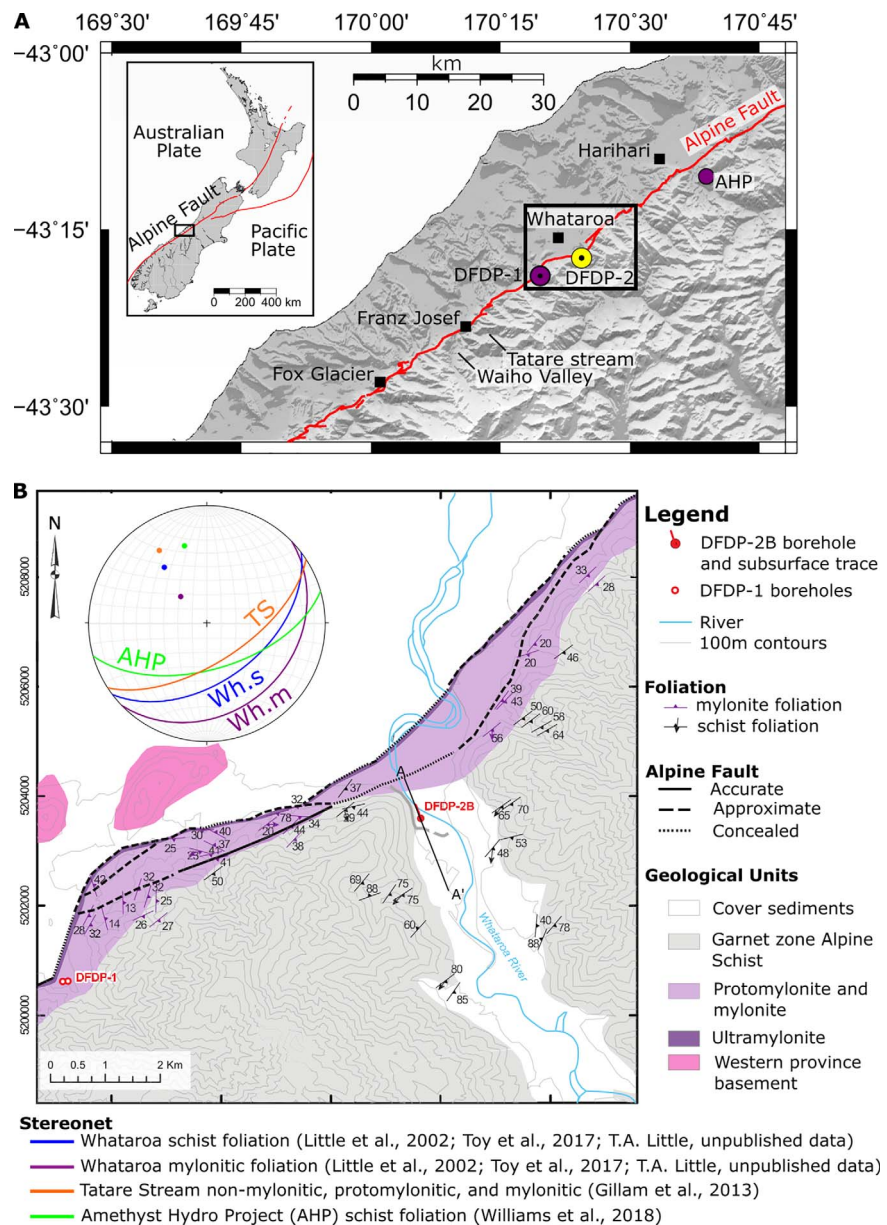 A
169°30' 169°45' 170°00' 170°15' 170°30' 170°45'
−43°00'
−43°15'
−43°30'
km
0 10 20 30
Australian
Plate
Alpine Fault
Pacific
Plate
0 200 400 km
Alpine Fault
Harihari
AHP
Whataroa
DFDP-1
DFDP-2
Franz Josef
Tatare stream
Waiho Valley
Fox Glacier
B
N
TS
AHP
Wh.s
Wh.m
5208000
5206000
5204000
5202000
5200000
33
28
20
46
20
39
43
50
60
58
64
56
A
37
32
DFDP-2B
44
39
78
20
34
44
38
70
65
53
48
30
40
25
37
41
23
41
50
42
32
32
25
13
14
28
32
26
27
69
88
75
75
60
A'
40
78
88
80
85
Whataroa River
DFDP-1
0 0.5 1 2 Km
Legend
DFDP-2B borehole
and subsurface trace
DFDP-1 boreholes
River
100m contours
Foliation
mylonite foliation
schist foliation
Alpine Fault
Accurate
Approximate
Concealed
Geological Units
Cover sediments
Garnet zone Alpine
Schist
Protomylonite and
mylonite
Ultramylonite
Western province
basement
Stereonet
Whataroa schist foliation (Little et al., 2002; Toy et al., 2017; T.A. Little, unpublished data)
Whataroa mylonitic foliation (Little et al., 2002; Toy et al., 2017; T.A. Little, unpublished data)
Tatare Stream non-mylonitic, protomylonitic, and mylonitic (Gillam et al., 2013)
Amethyst Hydro Project (AHP) schist foliation (Williams et al., 2018)